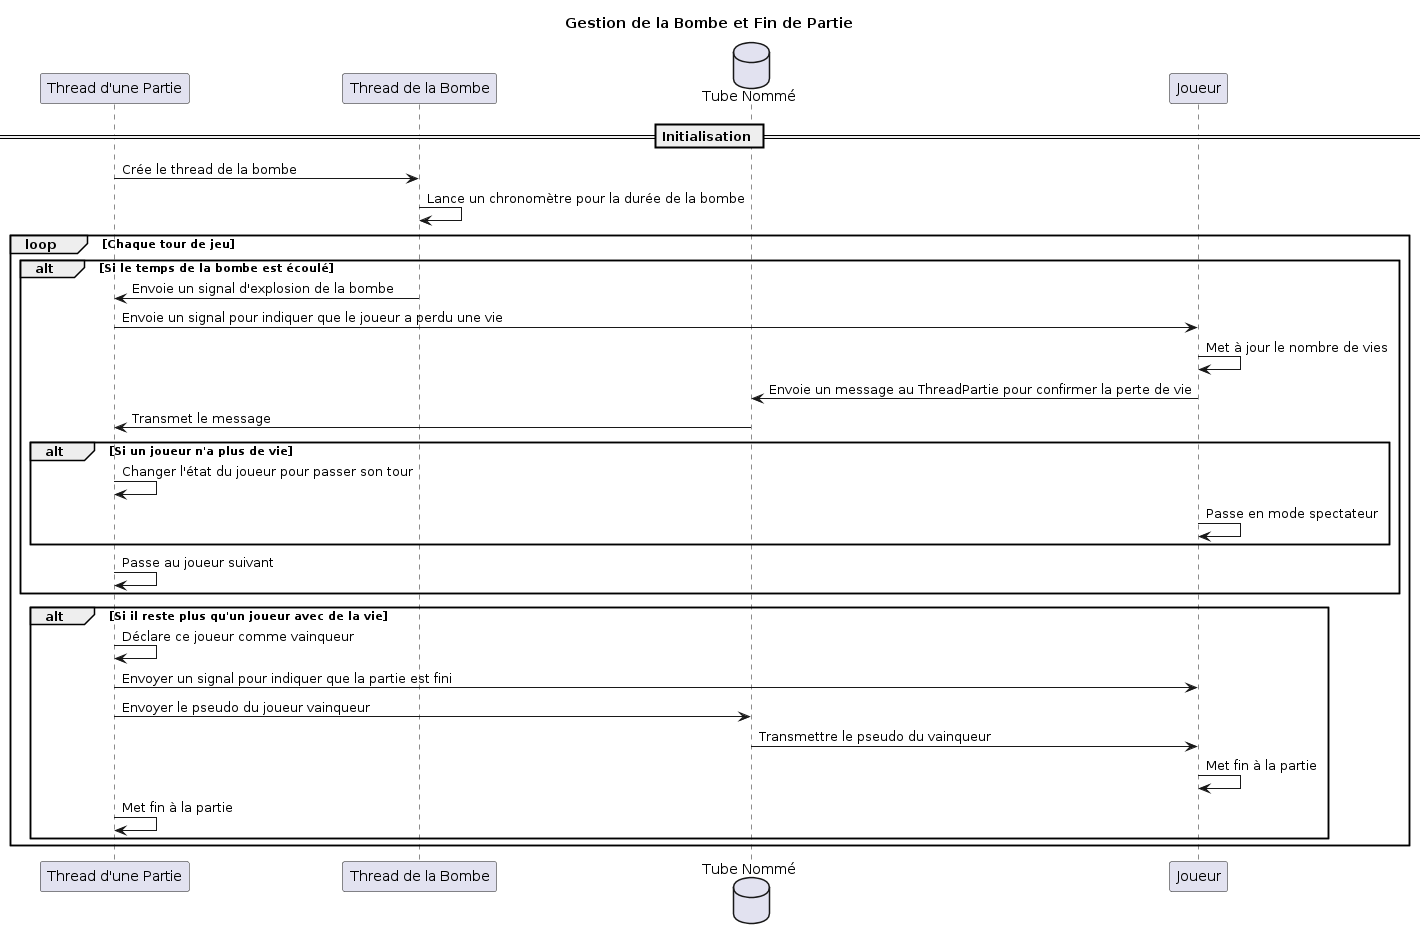 Gestion de la Bombe et Fin de Partie
Thread d'une Partie
Thread de la Bombe
Tube Nommé
Joueur
Initialisation
Crée le thread de la bombe
Lance un chronomètre pour la durée de la bombe
loop [Chaque tour de jeu]
alt [Si le temps de la bombe est écoulé]
Envoie un signal d'explosion de la bombe
Envoie un signal pour indiquer que le joueur a perdu une vie
Met à jour le nombre de vies
Envoie un message au ThreadPartie pour confirmer la perte de vie
Transmet le message
alt [Si un joueur n'a plus de vie]
Changer l'état du joueur pour passer son tour
Passe en mode spectateur
Passe au joueur suivant
alt [Si il reste plus qu'un joueur avec de la vie]
Déclare ce joueur comme vainqueur
Envoyer un signal pour indiquer que la partie est fini
Envoyer le pseudo du joueur vainqueur
Transmettre le pseudo du vainqueur
Met fin à la partie
Met fin à la partie
Thread d'une Partie
Thread de la Bombe
Tube Nommé
Joueur